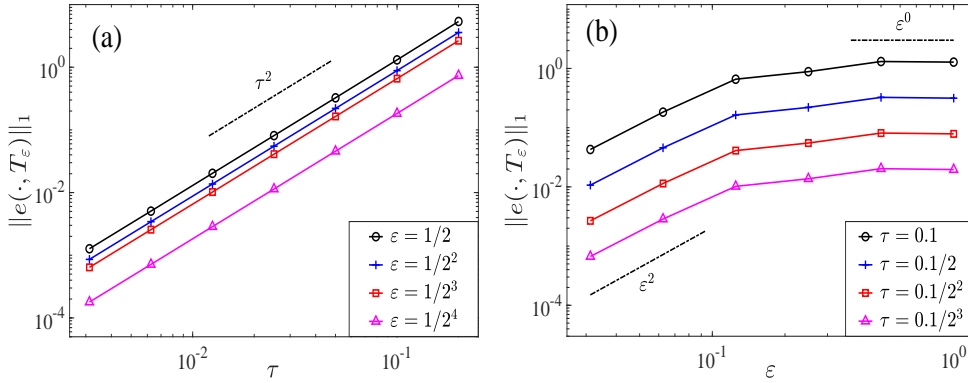 (a)
τ²
10⁰
10⁻²
10⁻⁴
||e(·, T_ε)||₁
ε = 1/2
ε = 1/2²
ε = 1/2³
ε = 1/2⁴
10⁻²
10⁻¹
τ
(b)
ε⁰
10⁰
10⁻²
10⁻⁴
||e(·, T_ε)||₁
ε²
τ = 0.1
τ = 0.1/2
τ = 0.1/2²
τ = 0.1/2³
10⁻¹
10⁰
ε